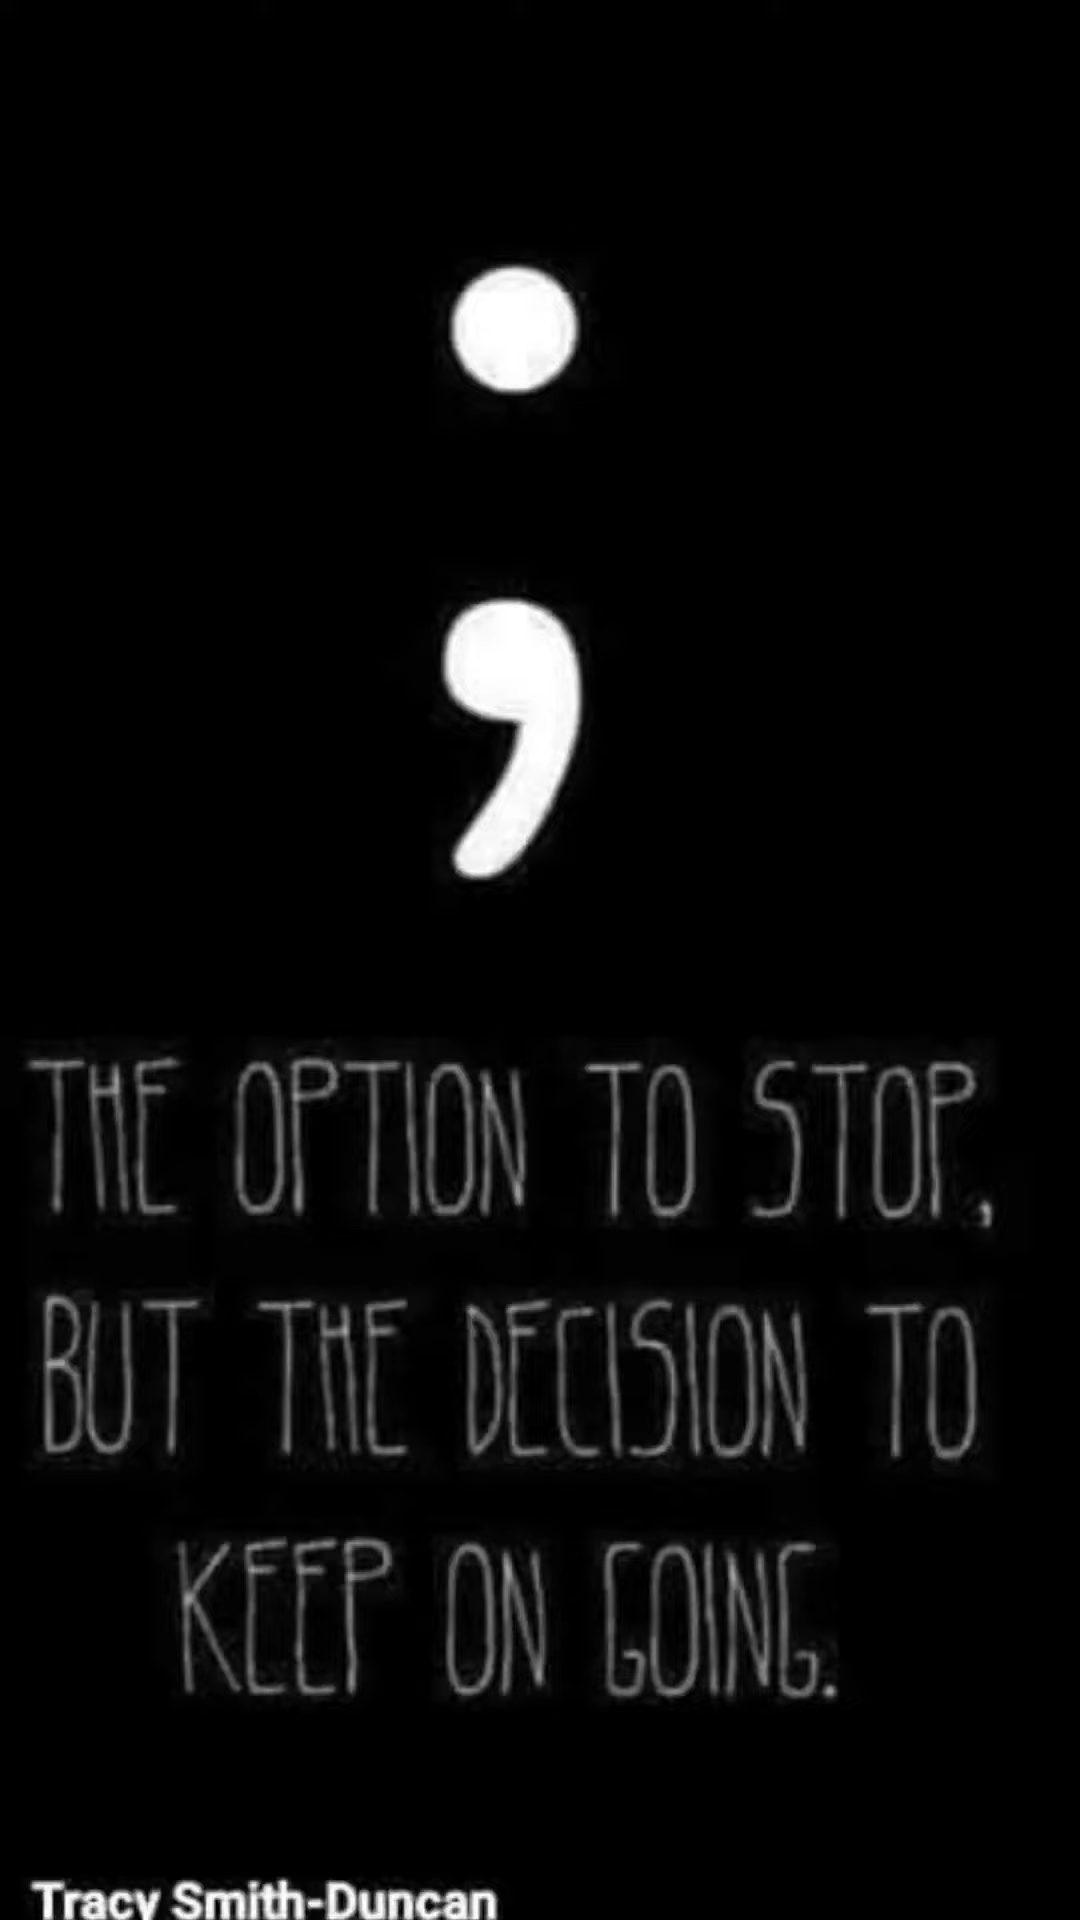 ;
THE OPTION TO STOP,
BUT THE DECISION TO
KEEP ON GOING.
Tracy Smith-Duncan